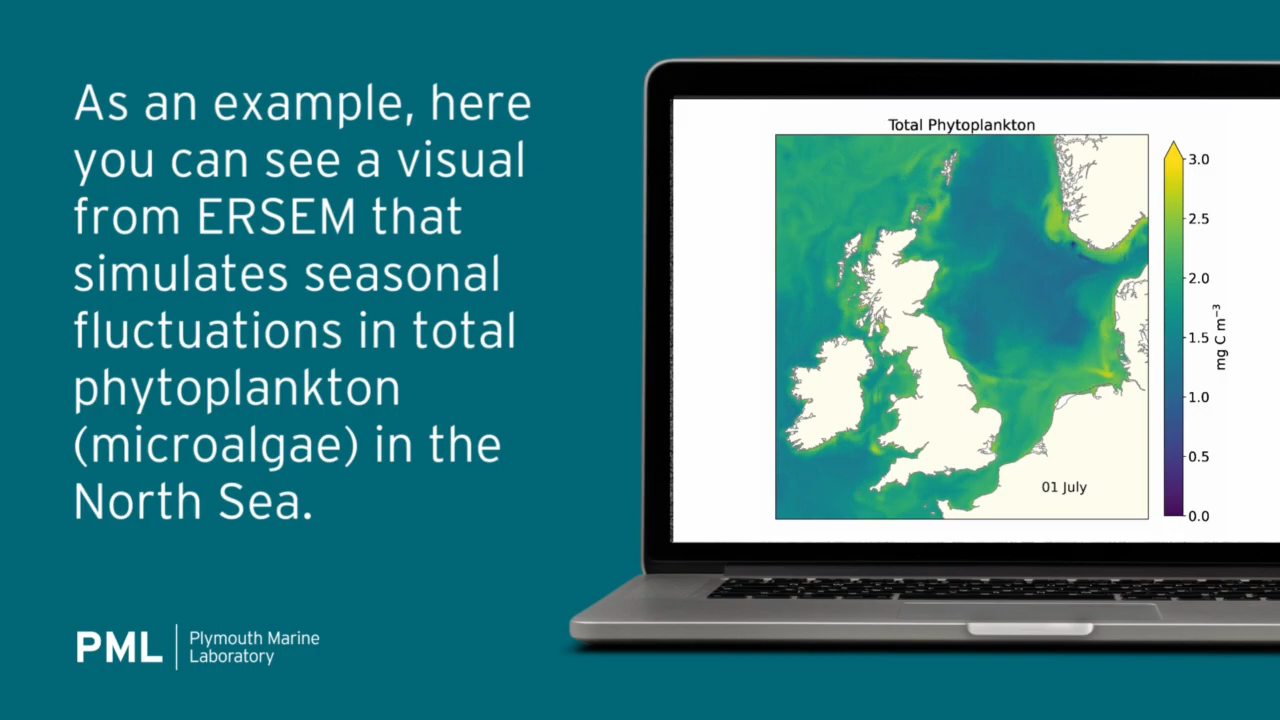 As an example, here
you can see a visual
from ERSEM that
simulates seasonal
fluctuations in total
phytoplankton
(microalgae) in the
North Sea.
PML
Plymouth Marine
Laboratory
Total Phytoplankton
3.0
2.5
2.0
1.5
1.0
0.5
0.0
mg C m⁻³
01 July